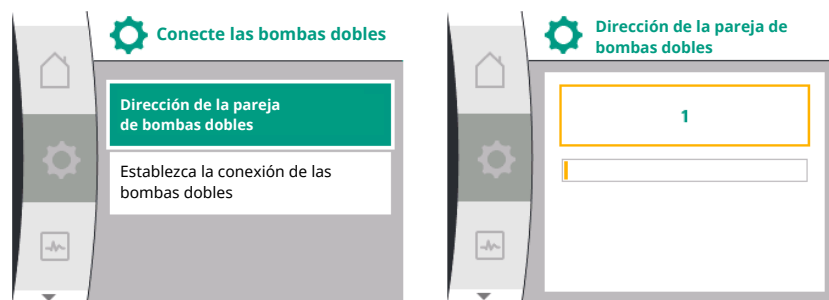 Conecte las bombas dobles
Dirección de la pareja
de bombas dobles
Establezca la conexión de las
bombas dobles
Dirección de la pareja de
bombas dobles
1